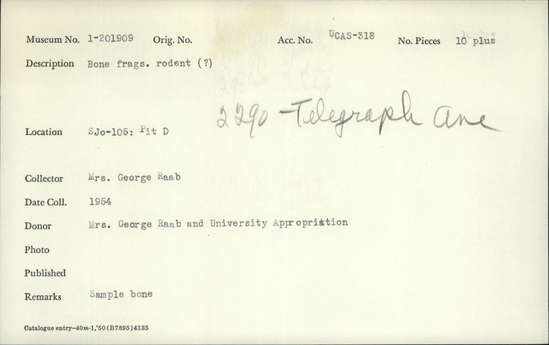 Museum No. 1-201909 Orig. No. Acc. No. UCAS-318 No. Pieces 10 plus
Description Bone frags. rodent (?)
2290 - Telegraph Ave
Location SJo-105: Pit D
Collector Mrs. George Raab
Date Coll. 1954
Donor Mrs. George Raab and University Appropriation
Photo
Published
Remarks Sample bone
Catalogue entry—40m-1,'50 (B7895) 4135